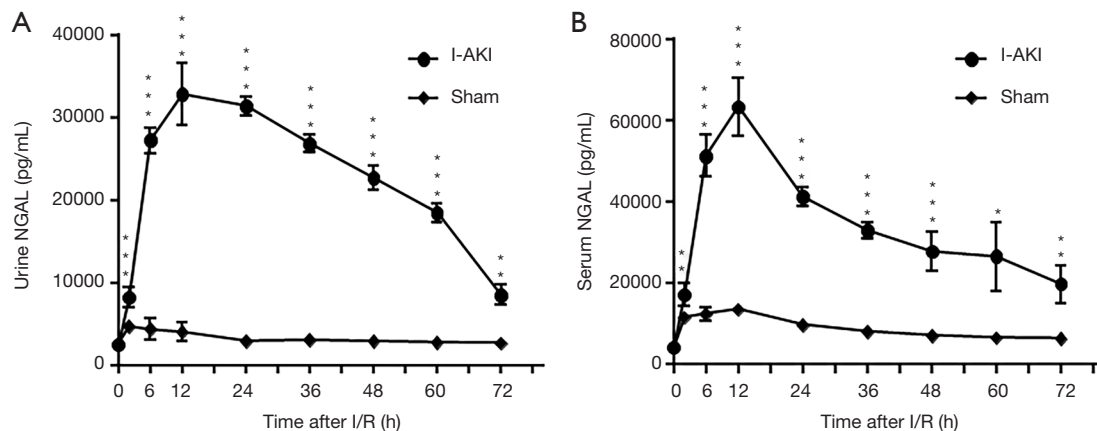 A
Urine NGAL (pg/mL)
40000
30000
20000
10000
0
0 6 12 24 36 48 60 72
Time after I/R (h)
I-AKI
Sham
*** *** *** *** *** *** *** **
B
Serum NGAL (pg/mL)
80000
60000
40000
20000
0
0 6 12 24 36 48 60 72
Time after I/R (h)
I-AKI
Sham
** *** *** *** *** *** * **